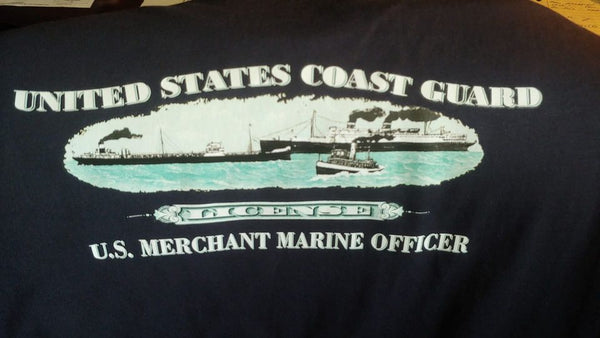 UNITED STATES COAST GUARD
LICENSE
U.S. MERCHANT MARINE OFFICER